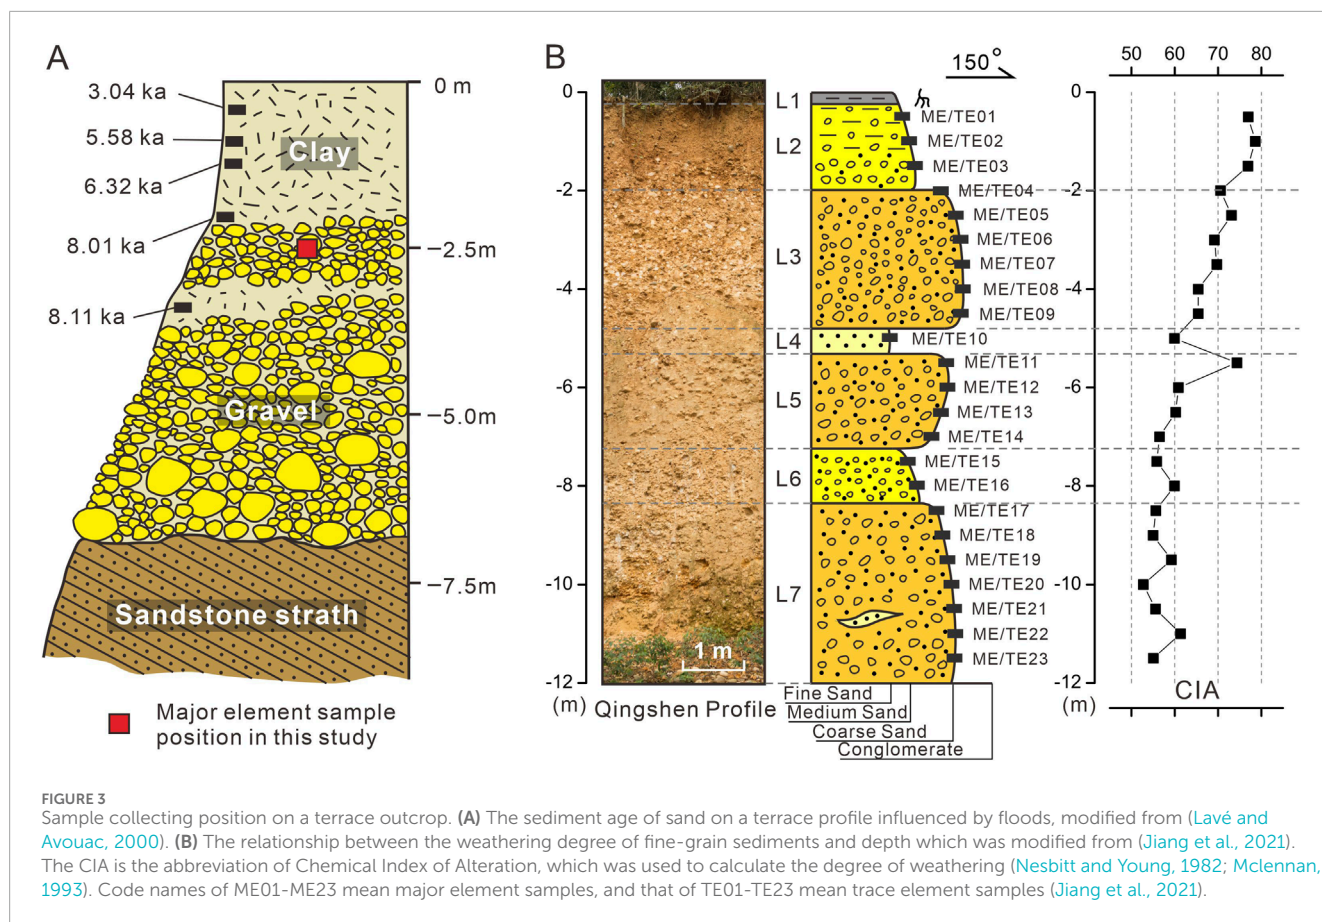 A
0 m
3.04 ka
5.58 ka
Clay
6.32 ka
8.01 ka
−2.5m
8.11 ka
Gravel
−5.0m
−7.5m
Sandstone strath
Major element sample
position in this study
B
150°
50 60 70 80
0
L1
ME/TE01
0
L2
ME/TE02
ME/TE03
-2
ME/TE04
-2
ME/TE05
ME/TE06
L3
ME/TE07
-4
ME/TE08
-4
ME/TE09
L4
ME/TE10
ME/TE11
-6
L5
ME/TE12
-6
ME/TE13
ME/TE14
ME/TE15
-8
L6
ME/TE16
-8
ME/TE17
ME/TE18
ME/TE19
-10
L7
ME/TE20
-10
ME/TE21
ME/TE22
1 m
ME/TE23
-12
-12
(m)
Qingshen Profile
Fine Sand
Medium Sand
Coarse Sand
Conglomerate
(m)
CIA
FIGURE 3
Sample collecting position on a terrace outcrop. (A) The sediment age of sand on a terrace profile influenced by floods, modified from (Lavé and
Avouac, 2000). (B) The relationship between the weathering degree of fine-grain sediments and depth which was modified from (Jiang et al., 2021).
The CIA is the abbreviation of Chemical Index of Alteration, which was used to calculate the degree of weathering (Nesbitt and Young, 1982; Mclennan,
1993). Code names of ME01-ME23 mean major element samples, and that of TE01-TE23 mean trace element samples (Jiang et al., 2021).